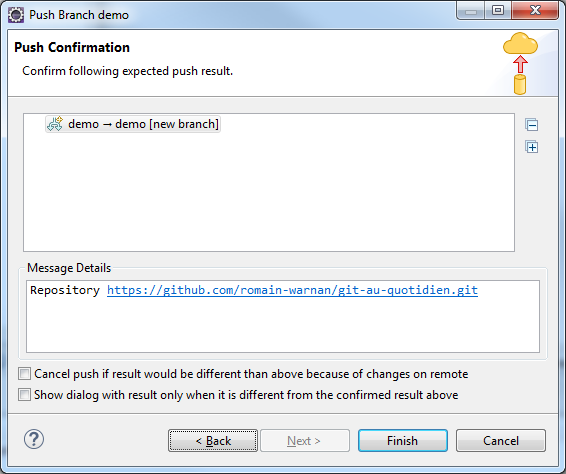 Push Branch demo
Push Confirmation
Confirm following expected push result.
demo → demo [new branch]
Message Details
Repository https://github.com/romain-warnan/git-au-quotidien.git
Cancel push if result would be different than above because of changes on remote
Show dialog with result only when it is different from the confirmed result above
?
< Back
Next >
Finish
Cancel